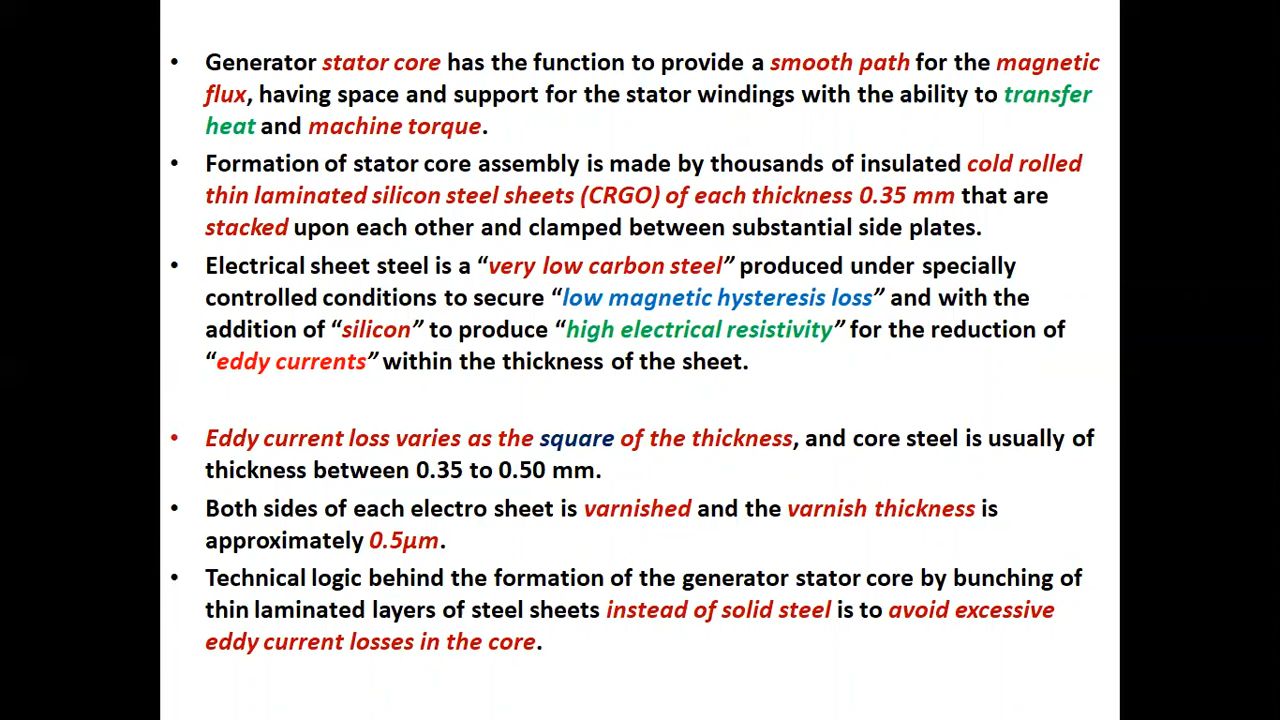 • Generator stator core has the function to provide a smooth path for the magnetic
flux, having space and support for the stator windings with the ability to transfer
heat and machine torque.
• Formation of stator core assembly is made by thousands of insulated cold rolled
thin laminated silicon steel sheets (CRGO) of each thickness 0.35 mm that are
stacked upon each other and clamped between substantial side plates.
• Electrical sheet steel is a “very low carbon steel” produced under specially
controlled conditions to secure “low magnetic hysteresis loss” and with the
addition of “silicon” to produce “high electrical resistivity” for the reduction of
“eddy currents” within the thickness of the sheet.
• Eddy current loss varies as the square of the thickness, and core steel is usually of
thickness between 0.35 to 0.50 mm.
• Both sides of each electro sheet is varnished and the varnish thickness is
approximately 0.5µm.
• Technical logic behind the formation of the generator stator core by bunching of
thin laminated layers of steel sheets instead of solid steel is to avoid excessive
eddy current losses in the core.